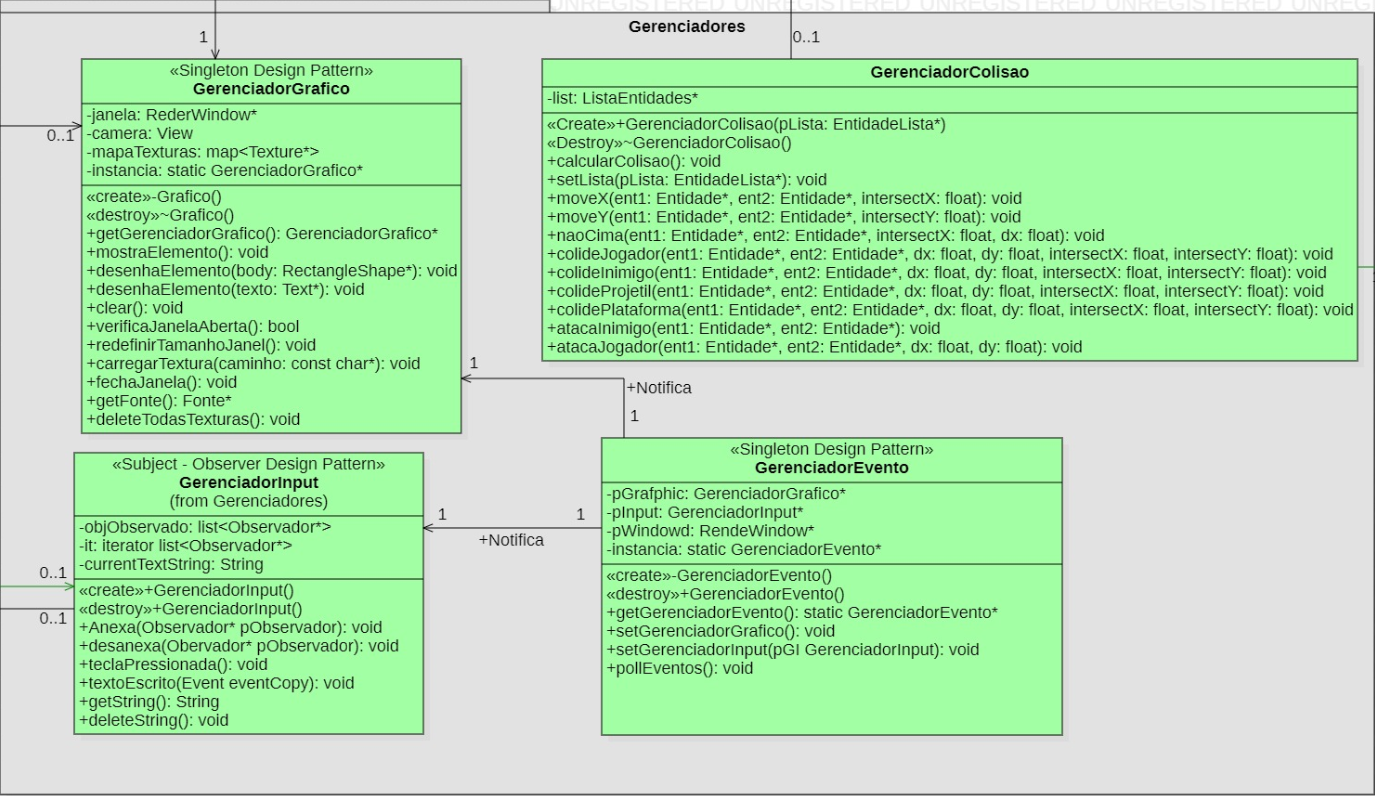 UNREGISTERED UNREGISTERED UNREGISTERED UNREGISTERED UNREG
Gerenciadores
1
0..1
«Singleton Design Pattern»
GerenciadorGrafico
-janela: RederWindow*
-camera: View
-mapaTexturas: map<Texture*>
-instancia: static GerenciadorGrafico*
«create»-Grafico()
«destroy»~Grafico()
+getGerenciadorGrafico(): GerenciadorGrafico*
+mostraElemento(): void
+desenhaElemento(body: RectangleShape*): void
+desenhaElemento(texto: Text*): void
+clear(): void
+verificaJanelaAberta(): bool
+redefinirTamanhoJanel(): void
+carregarTextura(caminho: const char*): void
+fechaJanela(): void
+getFonte(): Fonte*
+deleteTodasTexturas(): void
0..1
GerenciadorColisao
-list: ListaEntidades*
«Create»+GerenciadorColisao(pLista: EntidadeLista*)
«Destroy»~GerenciadorColisao()
+calcularColisao(): void
+setLista(pLista: EntidadeLista*): void
+moveX(ent1: Entidade*, ent2: Entidade*, intersectX: float): void
+moveY(ent1: Entidade*, ent2: Entidade*, intersectY: float): void
+naoCima(ent1: Entidade*, ent2: Entidade*, intersectX: float, dx: float): void
+colideJogador(ent1: Entidade*, ent2: Entidade*, dx: float, dy: float, intersectX: float, intersectY: float): void
+colideInimigo(ent1: Entidade*, ent2: Entidade*, dx: float, dy: float, intersectX: float, intersectY: float): void
+colideProjetil(ent1: Entidade*, ent2: Entidade*, dx: float, dy: float, intersectX: float, intersectY: float): void
+colidePlataforma(ent1: Entidade*, ent2: Entidade*, dx: float, dy: float, intersectX: float, intersectY: float): void
+atacaInimigo(ent1: Entidade*, ent2: Entidade*): void
+atacaJogador(ent1: Entidade*, ent2: Entidade*, dx: float, dy: float): void
1
+Notifica
1
«Subject - Observer Design Pattern»
GerenciadorInput
(from Gerenciadores)
-objObservado: list<Observador*>
-it: iterator list<Observador*>
-currentTextString: String
«create»+GerenciadorInput()
«destroy»+GerenciadorInput()
+Anexa(Observador* pObservador): void
+desanexa(Obervador* pObservador): void
+teclaPressionada(): void
+textoEscrito(Event eventCopy): void
+getString(): String
+deleteString(): void
0..1
0..1
1
1
+Notifica
«Singleton Design Pattern»
GerenciadorEvento
-pGrafphic: GerenciadorGrafico*
-pInput: GerenciadorInput*
-pWindowd: RendeWindow*
-instancia: static GerenciadorEvento*
«create»-GerenciadorEvento()
«destroy»+GerenciadorEvento()
+getGerenciadorEvento(): static GerenciadorEvento*
+setGerenciadorGrafico(): void
+setGerenciadorInput(pGI GerenciadorInput): void
+pollEventos(): void